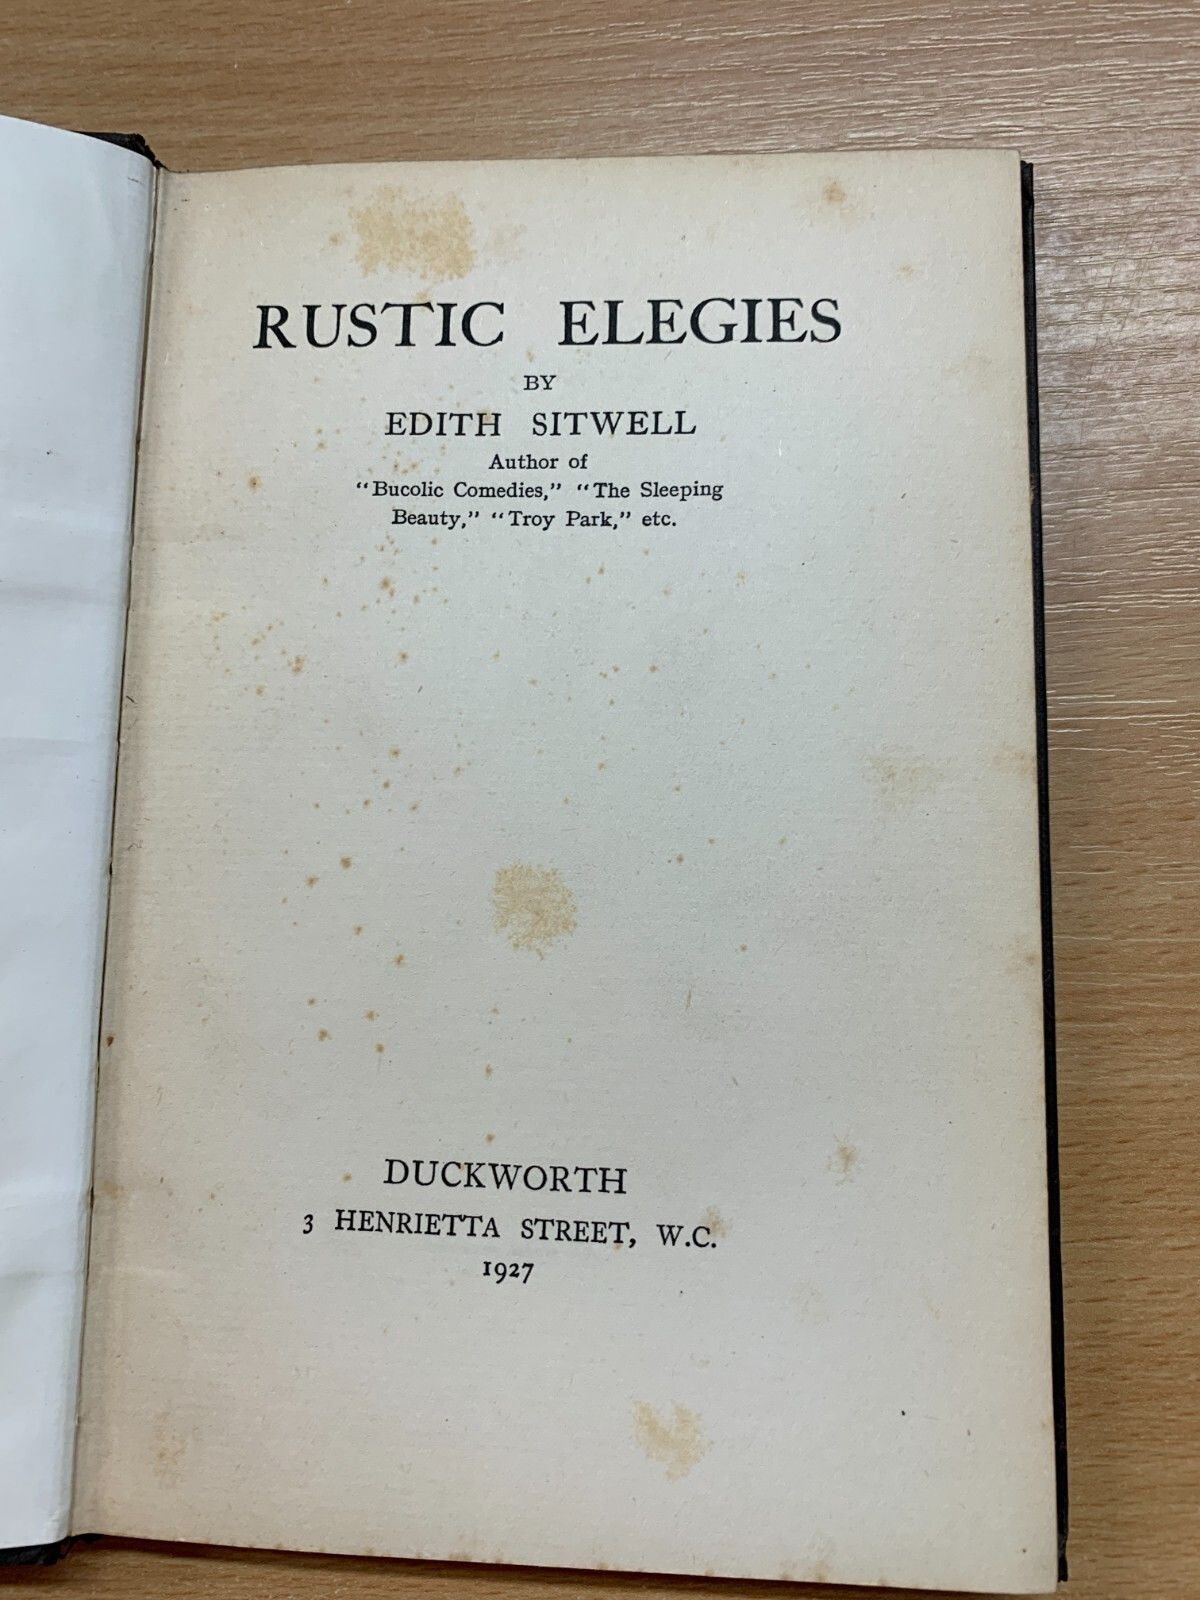 RUSTIC ELEGIES
BY
EDITH SITWELL
Author of
“Bucolic Comedies,” “The Sleeping
Beauty,” “Troy Park,” etc.
DUCKWORTH
3 HENRIETTA STREET, W.C.
1927